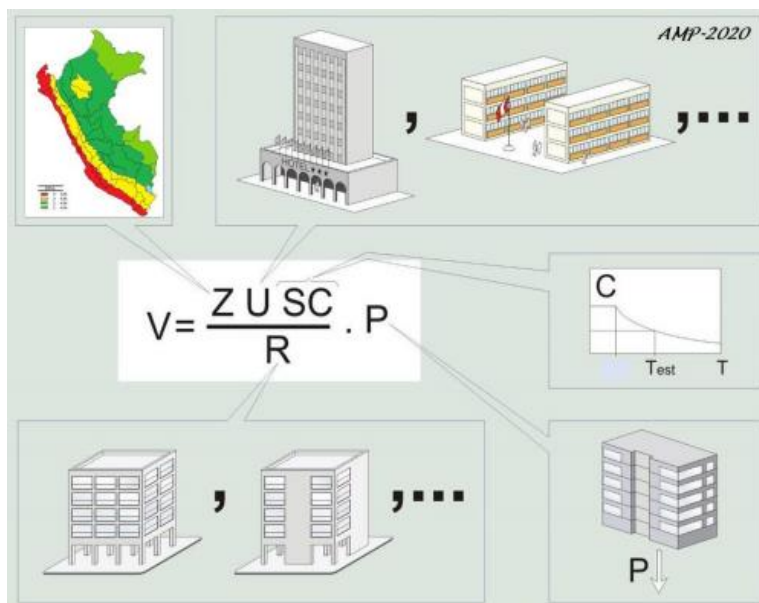 AMP-2020
HOTEL ★★★
, ,...
V= Z U SC / R . P
C
Test T
, ,...
P